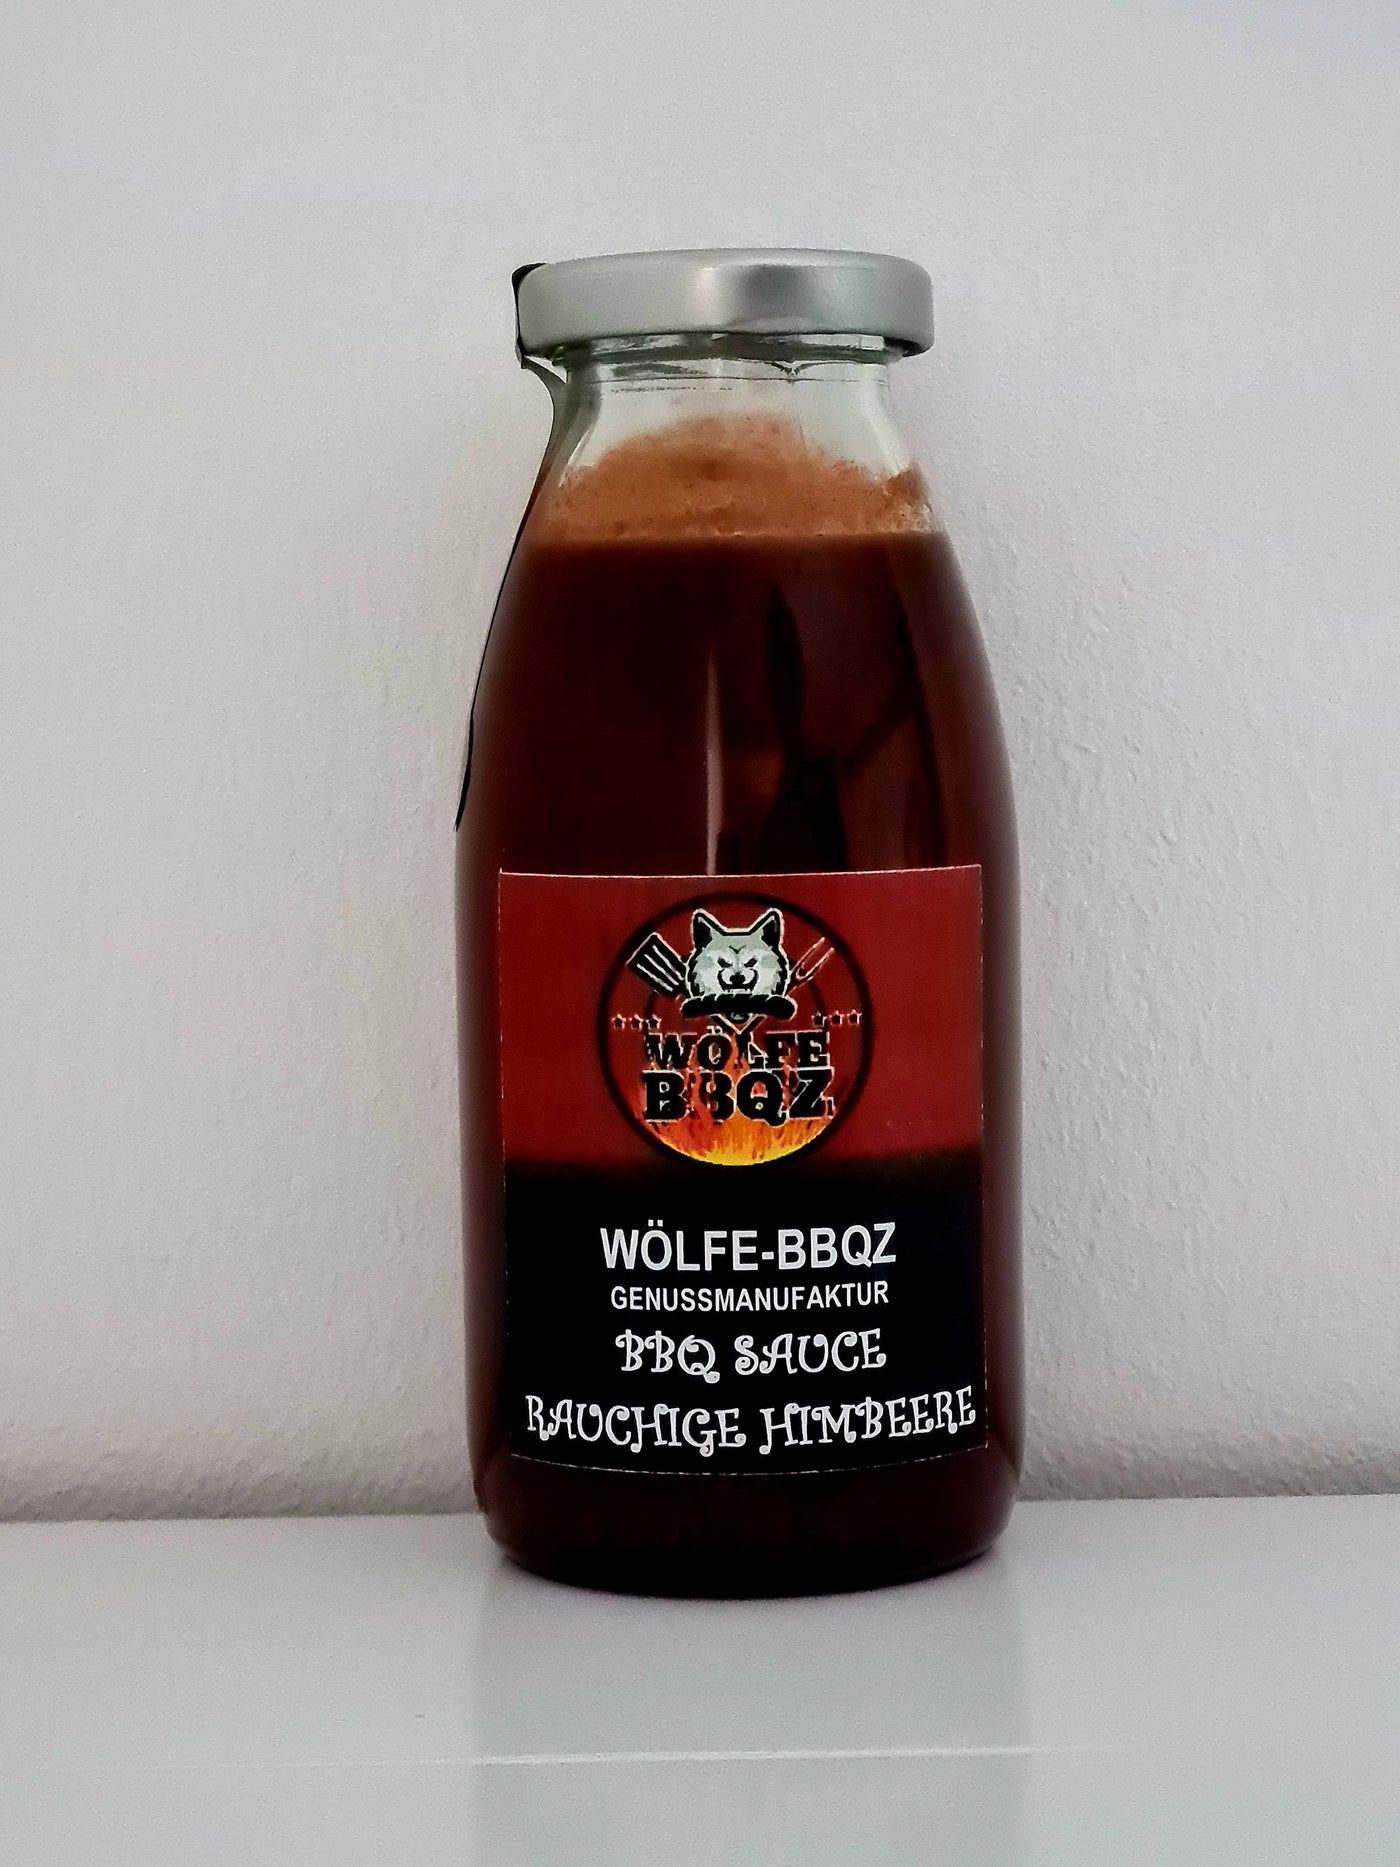 WÖLFE
BBQZ
WÖLFE-BBQZ
GENUSSMANUFAKTUR
BBQ SAUCE
RAUCHIGE HIMBEERE